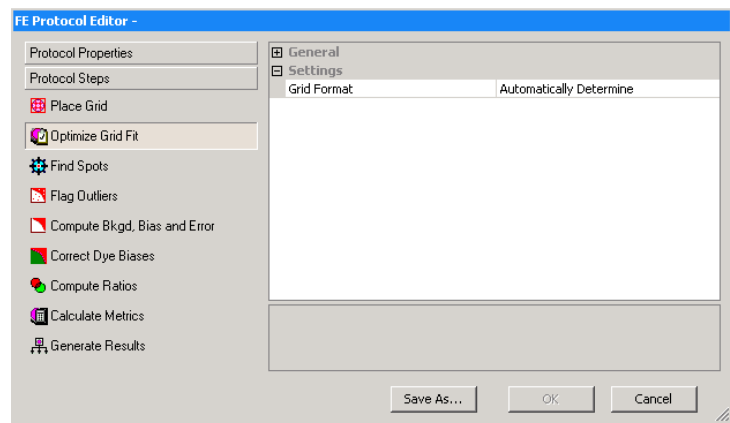 FE Protocol Editor -
Protocol Properties
Protocol Steps
Place Grid
Optimize Grid Fit
Find Spots
Flag Outliers
Compute Bkgd, Bias and Error
Correct Dye Biases
Compute Ratios
Calculate Metrics
Generate Results
General
Settings
Grid Format Automatically Determine
Save As... OK Cancel